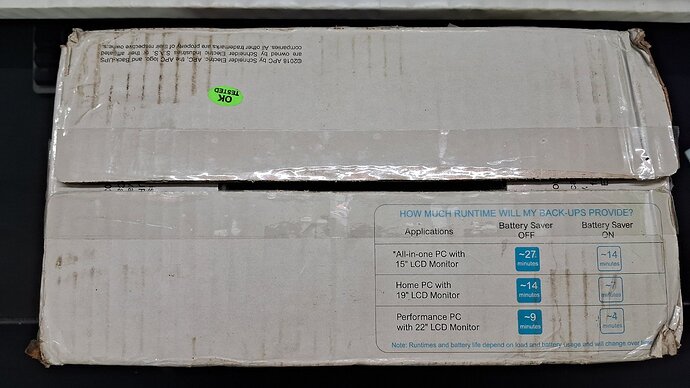 ©2016 APC by Schneider Electric. APC, the APC logo and Back-UPS
are owned by Schneider Electric Industries S.A.S. or their affiliated
companies. All other trademarks are property of their respective owners.
OK
TESTED
HOW MUCH RUNTIME WILL MY BACK-UPS PROVIDE?
Applications Battery Saver OFF Battery Saver ON
"All-in-one PC with
15" LCD Monitor
~27
minutes
~14
minutes
Home PC with
19" LCD Monitor
~14
minutes
~7
minutes
Performance PC
with 22" LCD Monitor
~9
minutes
~4
minutes
Note: Runtimes and battery life depend on load and battery usage and will change over